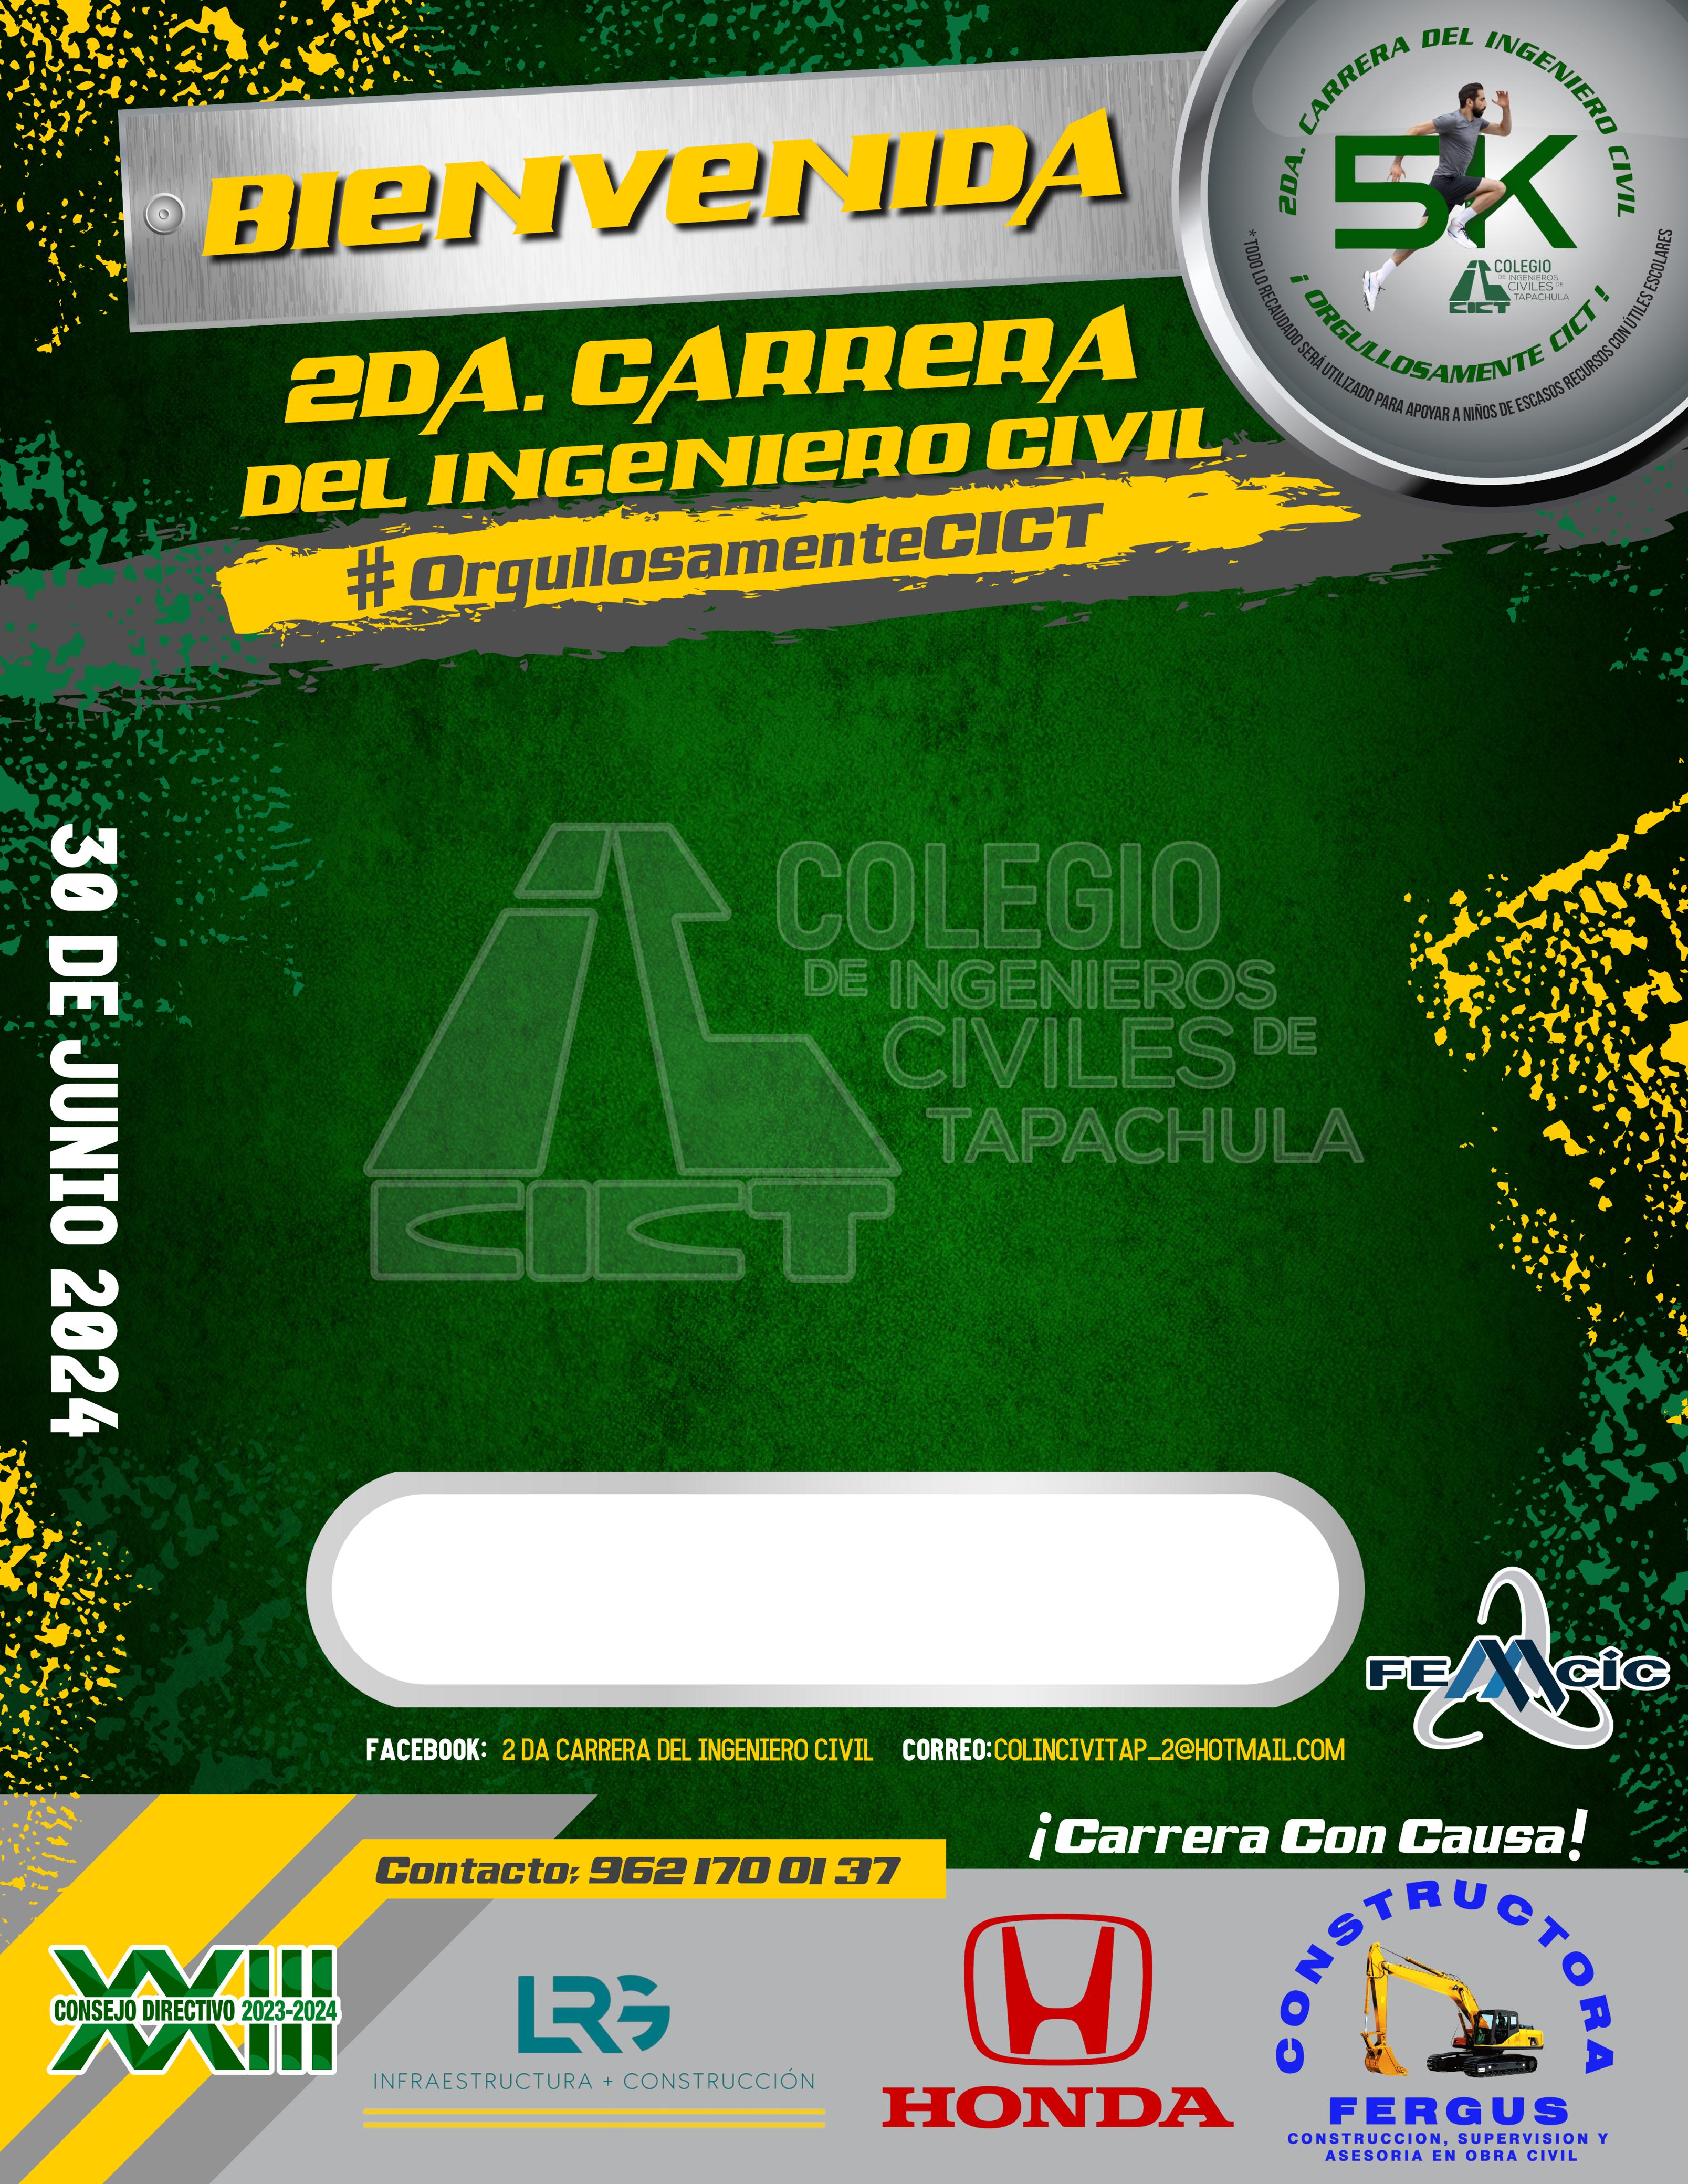 BIENVENIDA
2DA. CARRERA
DEL INGENIERO CIVIL
# OrgullosamenteCICT
2DA. CARRERA DEL INGENIERO CIVIL
5K
COLEGIO
DE INGENIEROS
CIVILES DE
TAPACHULA
CICT
¡ ORGULLOSAMENTE CICT !
* TODO LO RECAUDADO SERÁ UTILIZADO PARA APOYAR A NIÑOS DE ESCASOS RECURSOS CON ÚTILES ESCOLARES
30 DE JUNIO 2024
COLEGIO
DE INGENIEROS
CIVILES DE
TAPACHULA
CICT
FEMCIC
FACEBOOK: 2 DA CARRERA DEL INGENIERO CIVIL CORREO:COLINCIVITAP_2@HOTMAIL.COM
¡Carrera Con Causa!
Contacto: 962 170 01 37
XXIII
CONSEJO DIRECTIVO 2023-2024
LRG
INFRAESTRUCTURA + CONSTRUCCIÓN
HONDA
CONSTRUCTORA
FERGUS
CONSTRUCCION, SUPERVISION Y
ASESORIA EN OBRA CIVIL